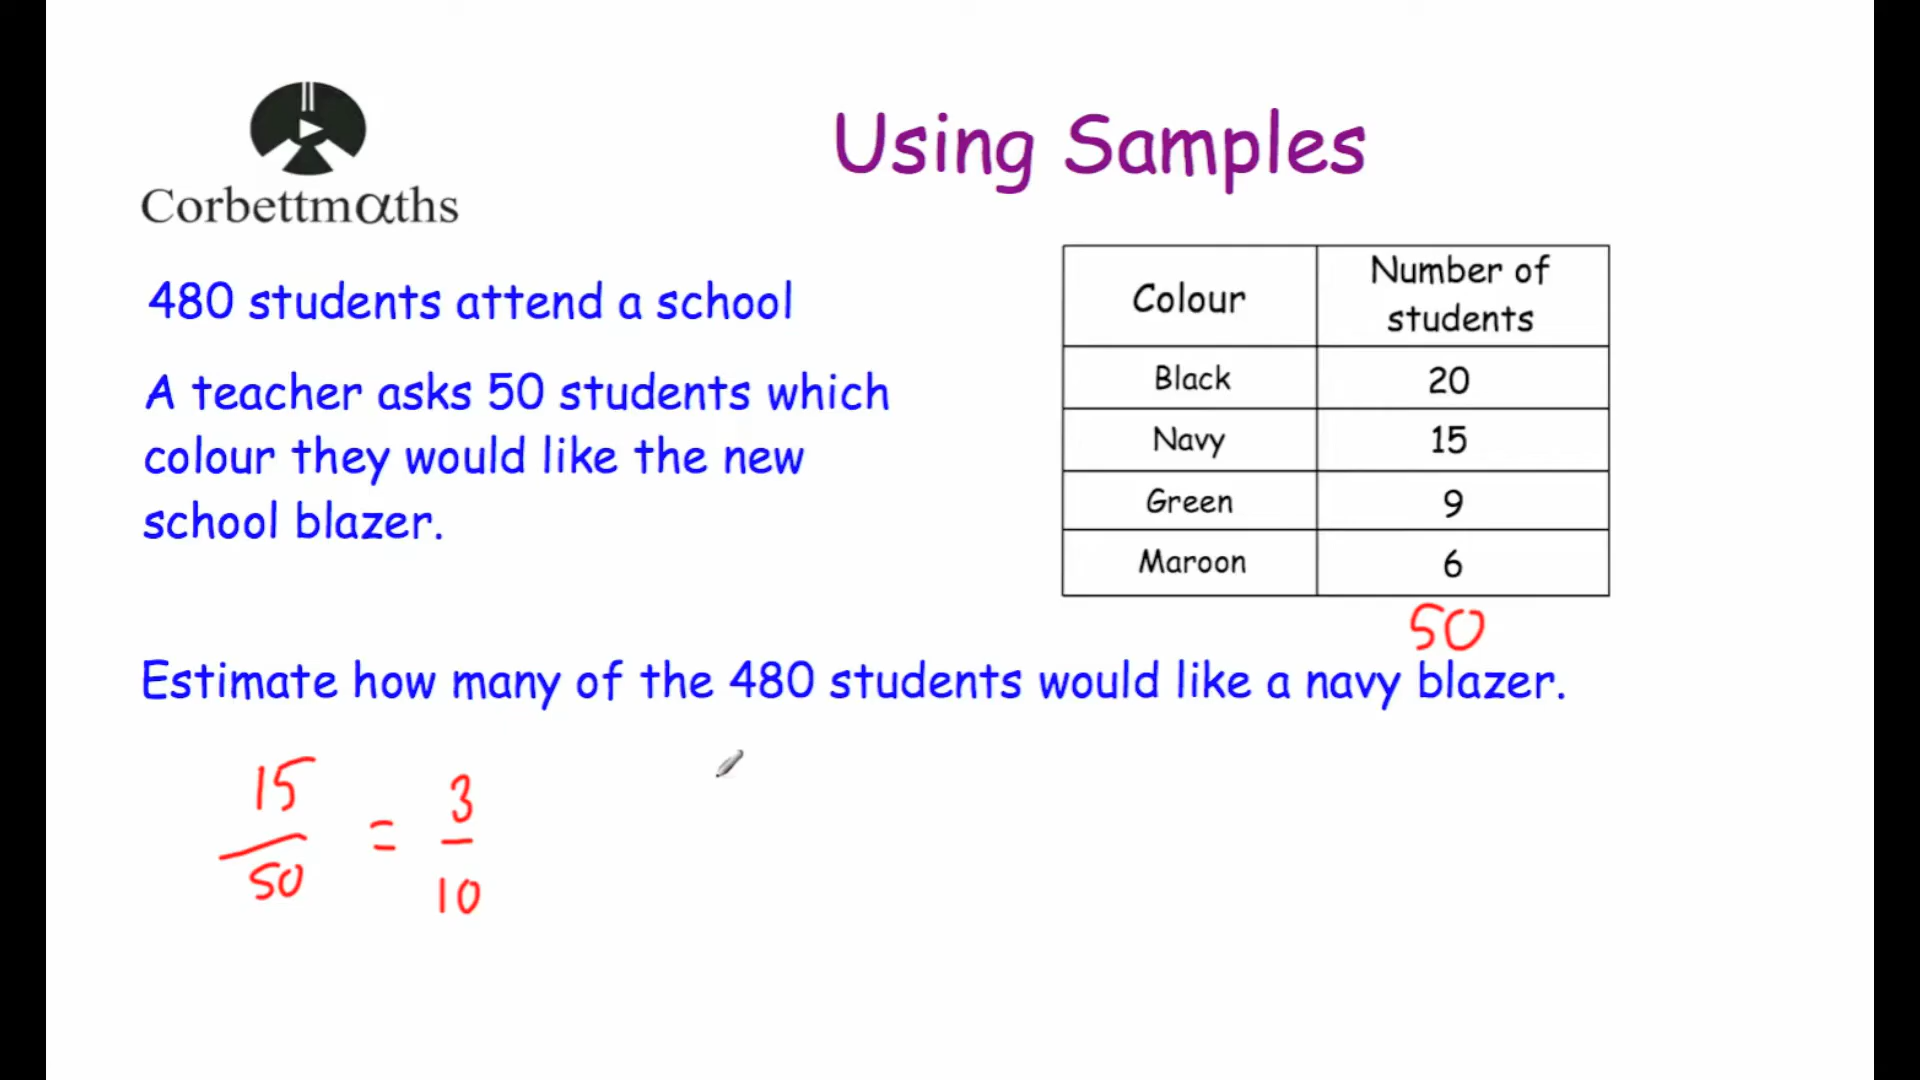 Corbettmαths
Using Samples
480 students attend a school
A teacher asks 50 students which
colour they would like the new
school blazer.
Colour
Number of
students
Black 20
Navy 15
Green 9
Maroon 6
50
Estimate how many of the 480 students would like a navy blazer.
15
50
=
3
10